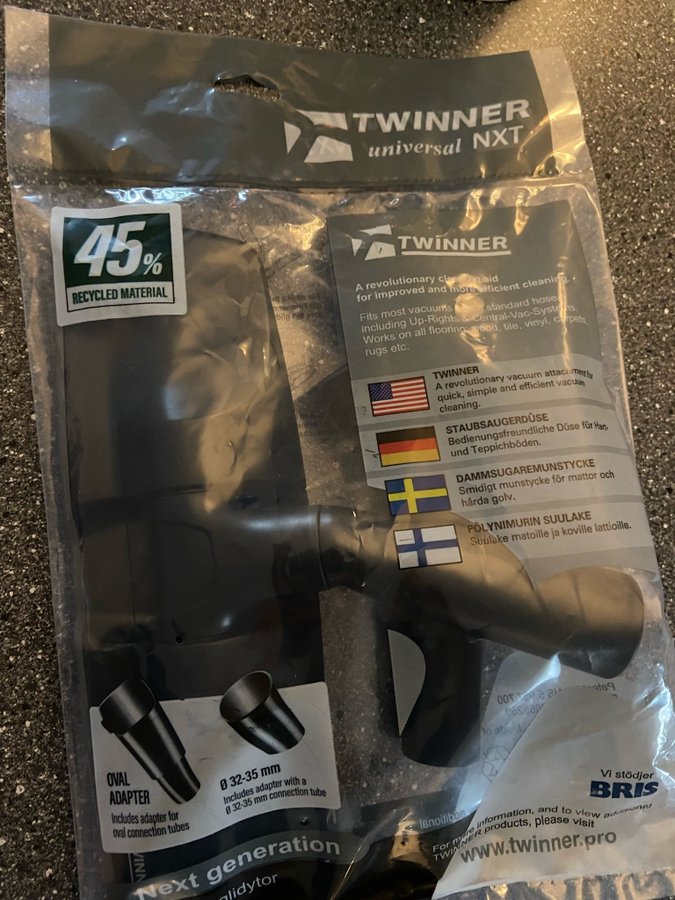 TWINNER
universal NXT
45%
RECYCLED MATERIAL
TWINNER
A revolutionary cleaning aid
for improved and more efficient cleaning.
Fits most vacuums standard hose
including Up-Rights & Central-Vac-Systems
Works on all flooring: wood, tile, vinyl, carpets,
rugs etc.
TWINNER
A revolutionary vacuum attachment for
quick, simple and efficient vacuum
cleaning.
STAUBSAUGERDÜSE
Bedienungsfreundliche Düse für Hart-
und Teppichböden.
DAMMSUGAREMUNSTYCKE
Smidigt munstycke för mattor och
hårda golv.
PÖLYNIMURIN SUULAKE
Suulake matoille ja koville lattioille.
OVAL
ADAPTER
Includes adapter for
oval connection tubes
Ø 32-35 mm
Includes adapter with a
Ø 32-35 mm connection tube
Vi stödjer
BRIS
For more information, and to view additional
TWINNER products, please visit
www.twinner.pro
Next generation
glidytor